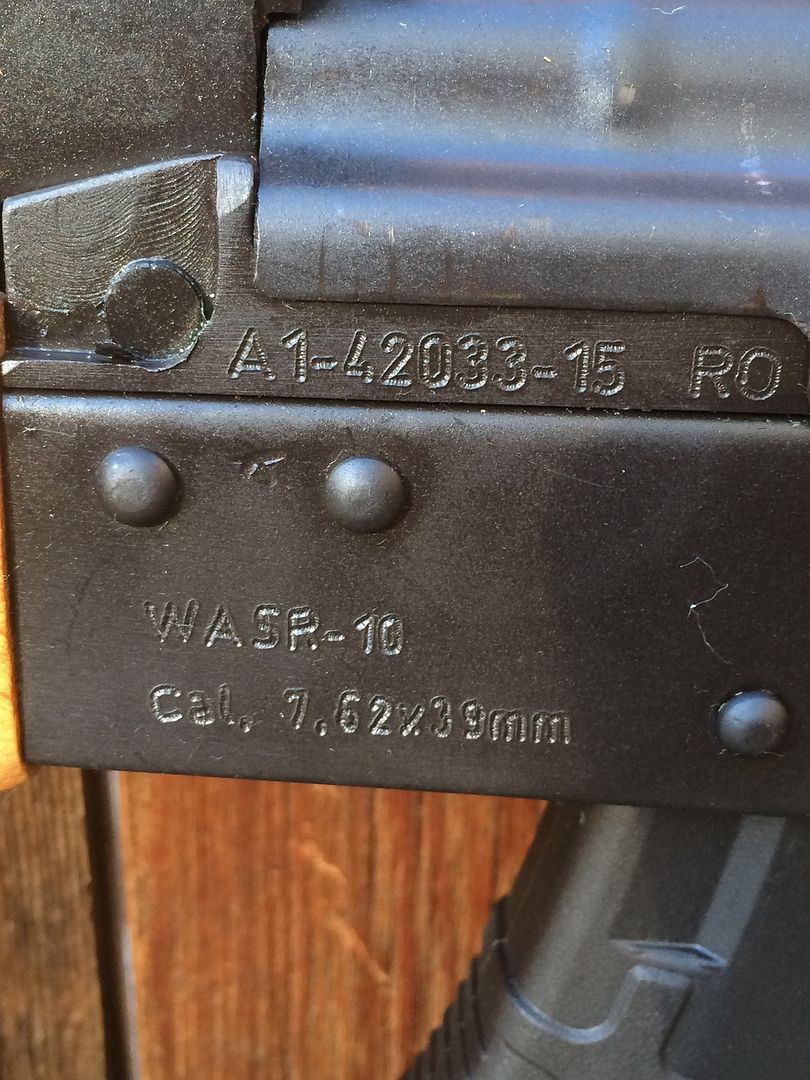 A1-42033-15 RO
WASR-10
Cal. 7,62x39mm